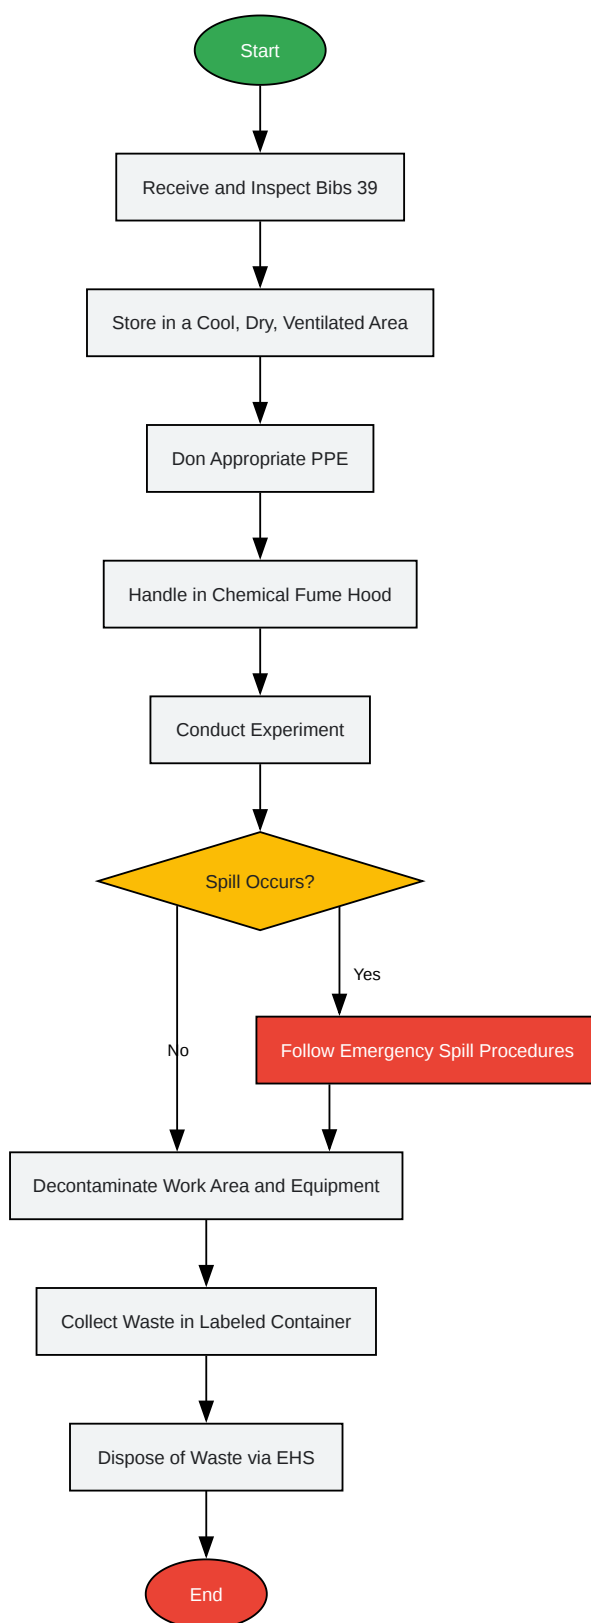 Start
Receive and Inspect Bibs 39
Store in a Cool, Dry, Ventilated Area
Don Appropriate PPE
Handle in Chemical Fume Hood
Conduct Experiment
Spill Occurs?
Yes
No
Follow Emergency Spill Procedures
Decontaminate Work Area and Equipment
Collect Waste in Labeled Container
Dispose of Waste via EHS
End